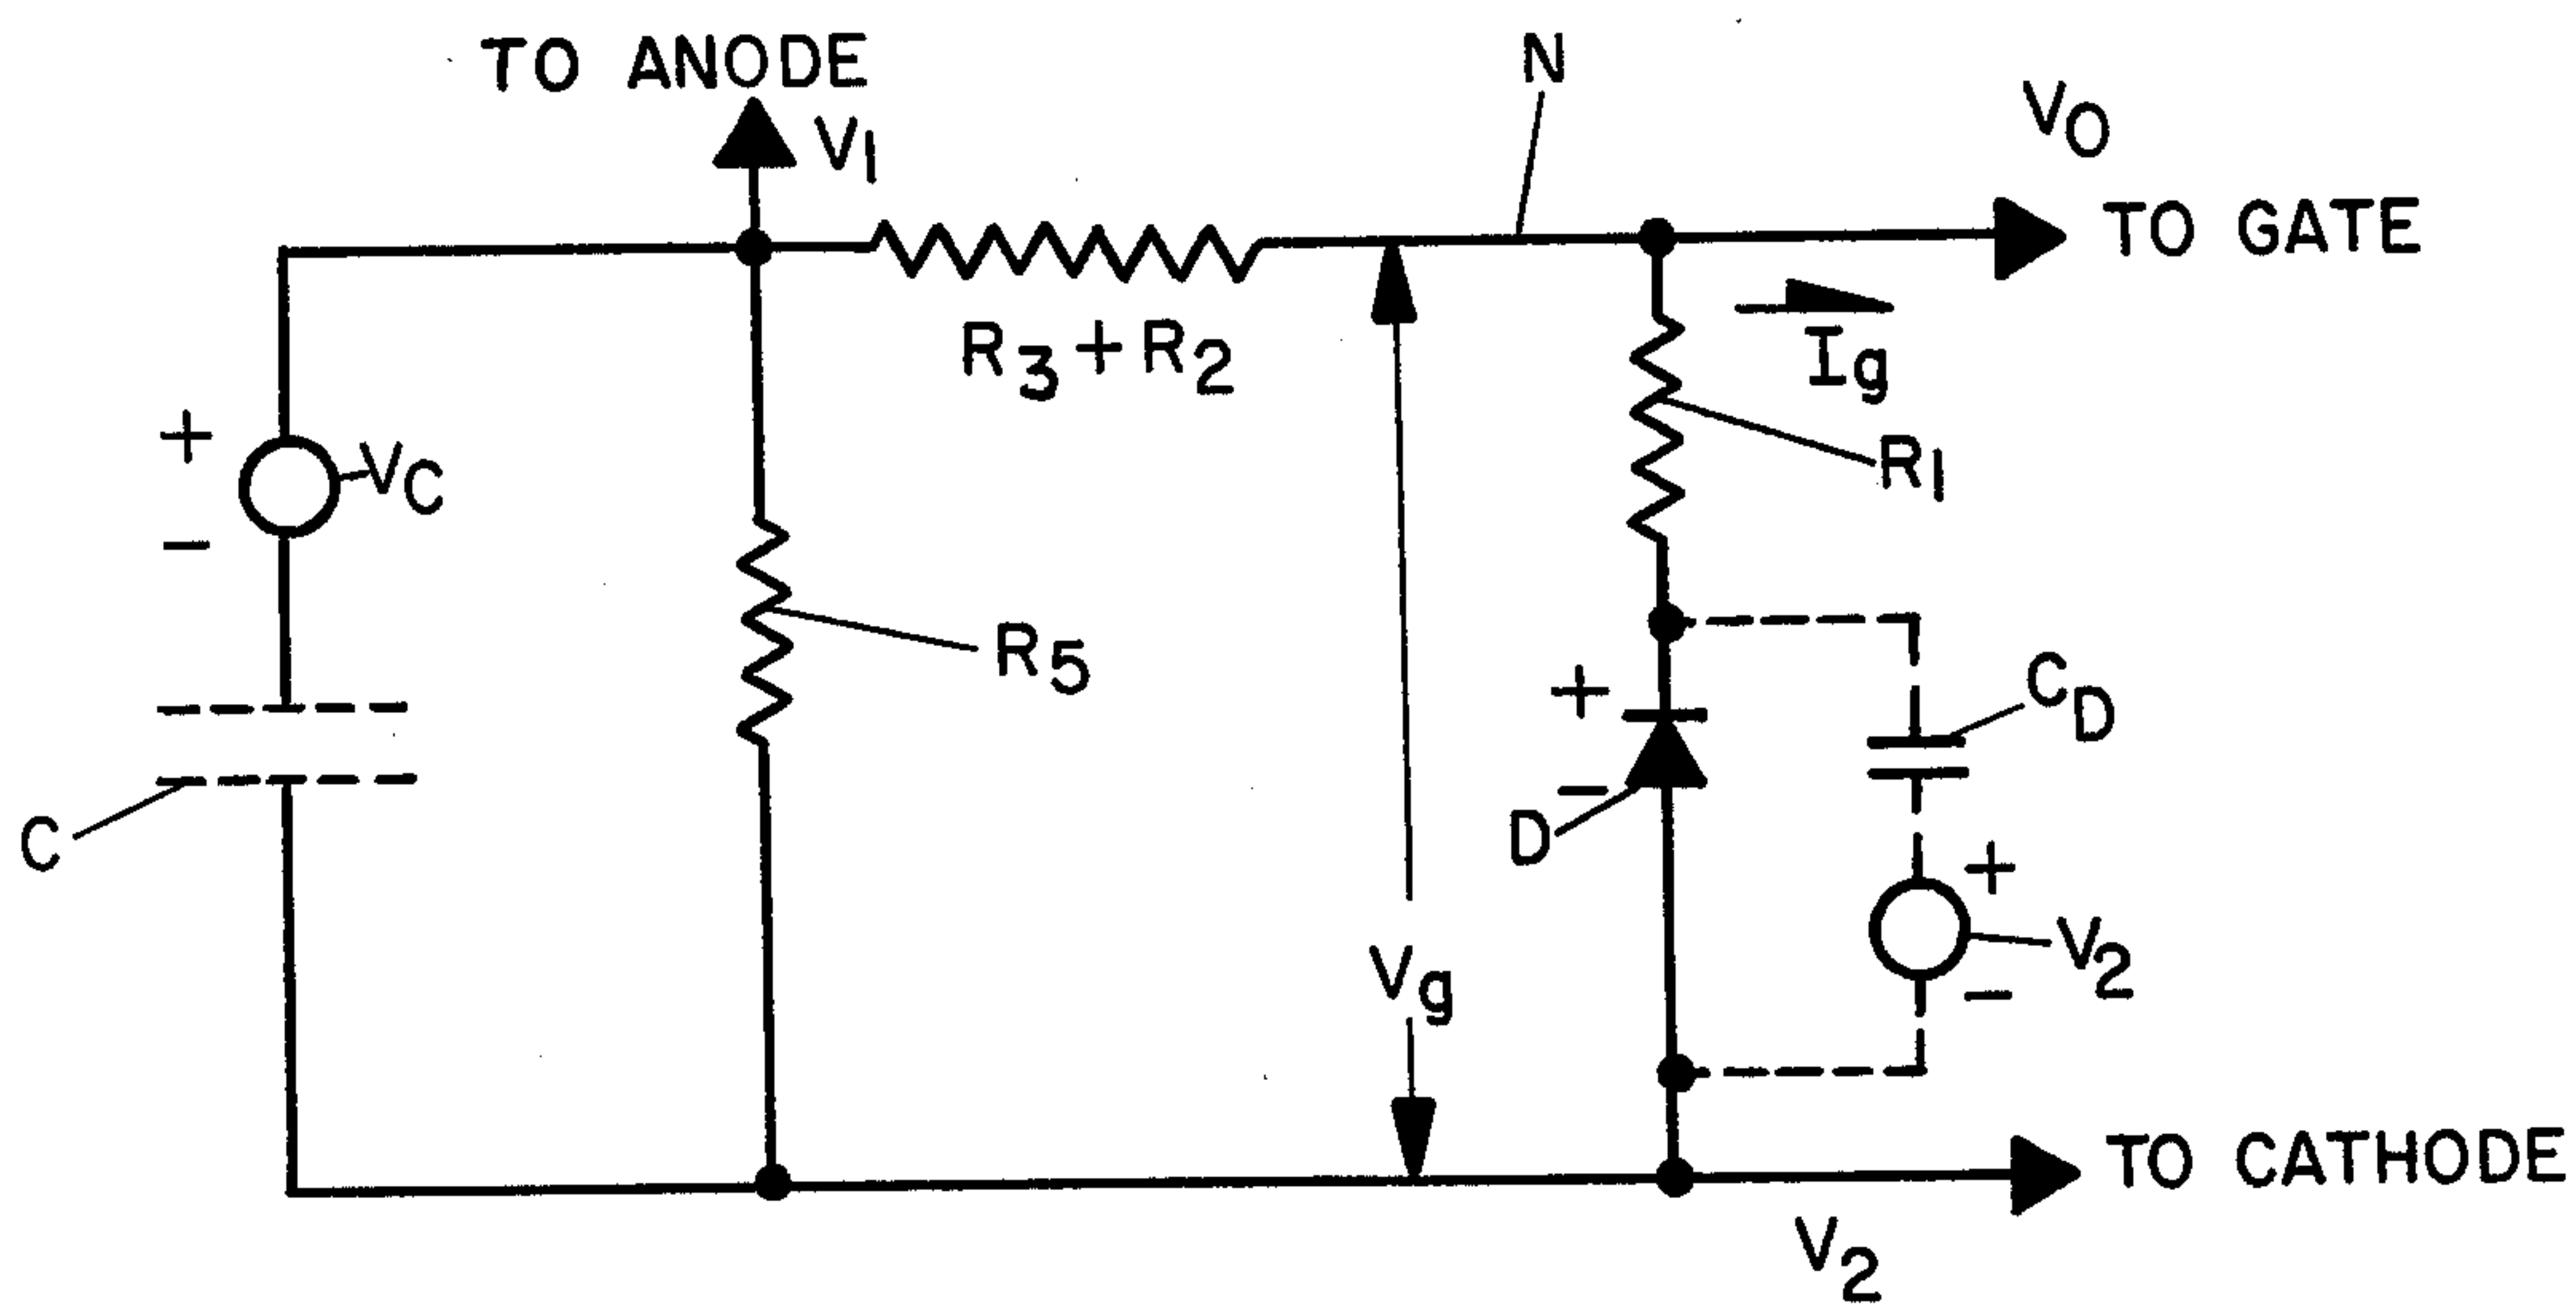 TO ANODE
V1
N
VO
TO GATE
R3+R2
Ig
R1
+
VC
-
R5
+
CD
-
D
C
+
V2
-
Vg
TO CATHODE
V2